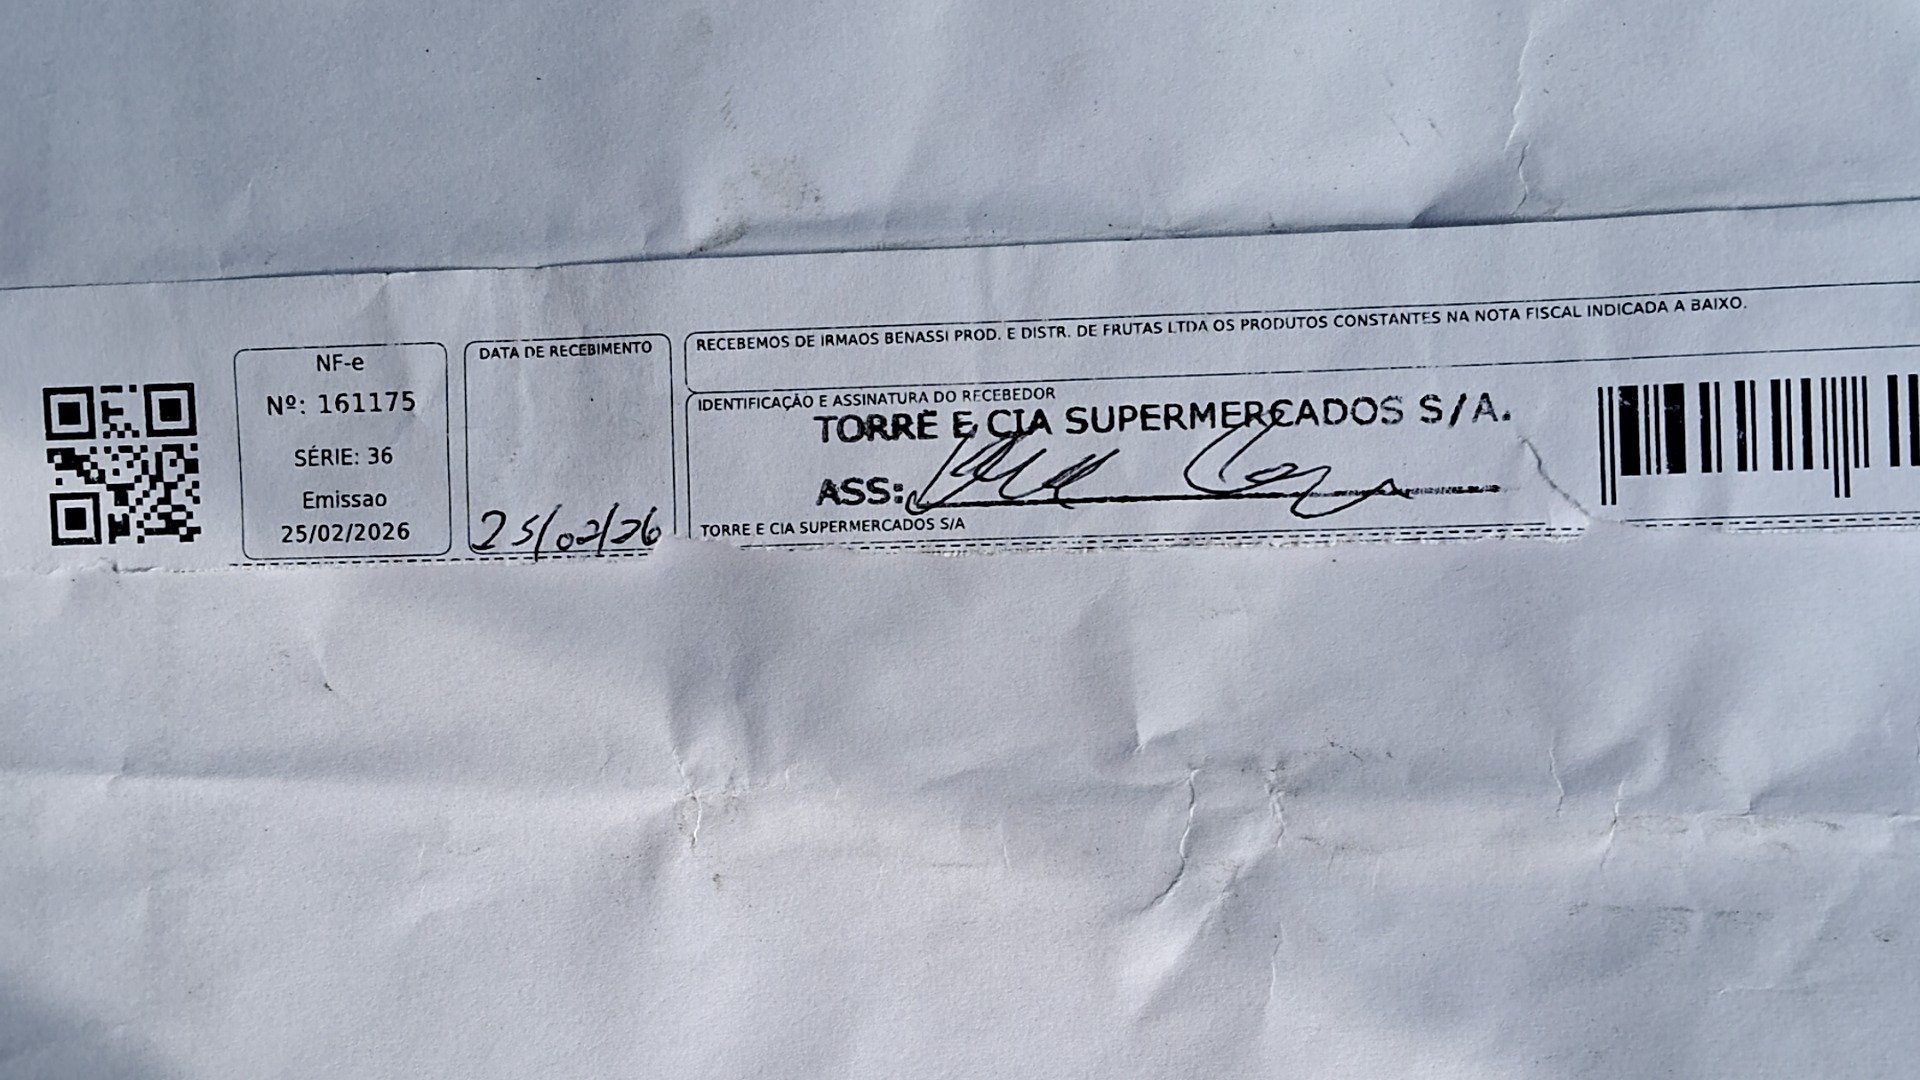 NF-e
Nº: 161175
SÉRIE: 36
Emissao
25/02/2026
DATA DE RECEBIMENTO
25/02/26
RECEBEMOS DE IRMAOS BENASSI PROD. E DISTR. DE FRUTAS LTDA OS PRODUTOS CONSTANTES NA NOTA FISCAL INDICADA A BAIXO.
IDENTIFICAÇÃO E ASSINATURA DO RECEBEDOR
TORRE E CIA SUPERMERCADOS S/A.
ASS:
TORRE E CIA SUPERMERCADOS S/A